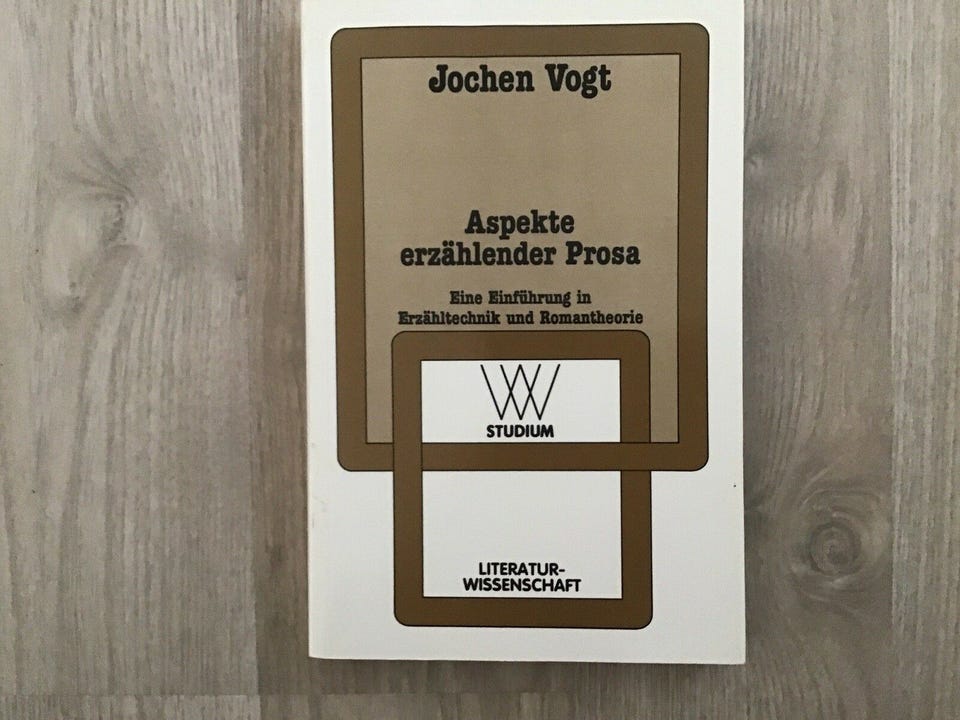 Jochen Vogt
Aspekte
erzählender Prosa
Eine Einführung in
Erzähltechnik und Romantheorie
WV
STUDIUM
LITERATUR-
WISSENSCHAFT